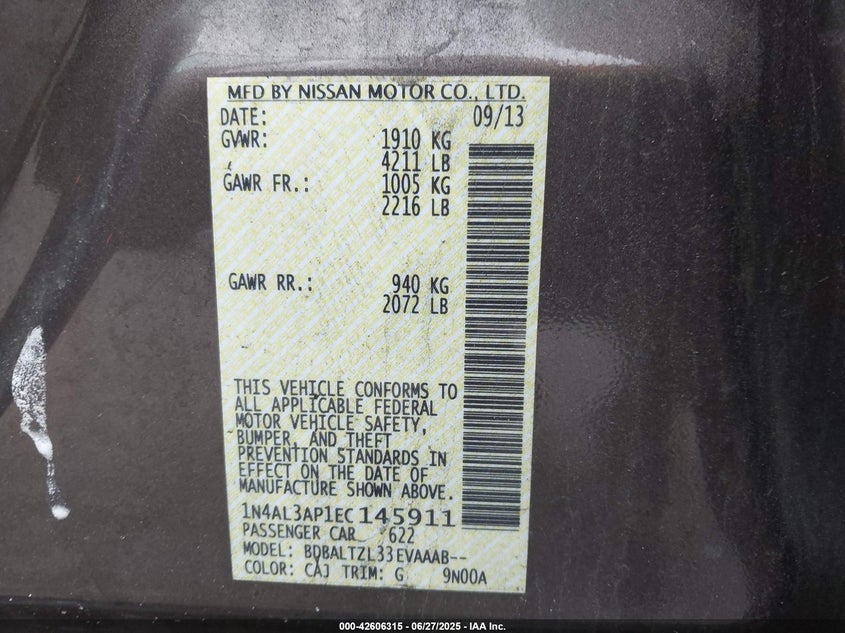 MFD BY NISSAN MOTOR CO., LTD.
DATE: 09/13
GVWR: 1910 KG
4211 LB
GAWR FR.: 1005 KG
2216 LB
GAWR RR.: 940 KG
2072 LB
THIS VEHICLE CONFORMS TO
ALL APPLICABLE FEDERAL
MOTOR VEHICLE SAFETY,
BUMPER, AND THEFT
PREVENTION STANDARDS IN
EFFECT ON THE DATE OF
MANUFACTURE SHOWN ABOVE.
1N4AL3AP1EC145911
PASSENGER CAR 622
MODEL: BDBALTZL33EVAAAB--
COLOR: CAJ TRIM: G 9N00A
000-42606315 - 06/27/2025 - IAA Inc.